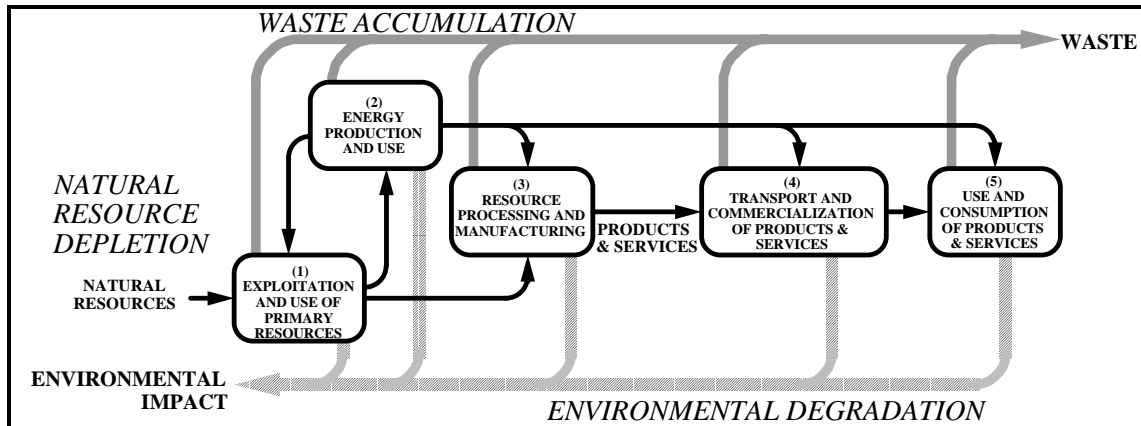 WASTE ACCUMULATION
WASTE
(2)
ENERGY
PRODUCTION
AND USE
NATURAL
RESOURCE
DEPLETION
(3)
RESOURCE
PROCESSING AND
MANUFACTURING
PRODUCTS
& SERVICES
(4)
TRANSPORT AND
COMMERCIALIZATION
OF PRODUCTS &
SERVICES
(5)
USE AND
CONSUMPTION
OF PRODUCTS
& SERVICES
NATURAL
RESOURCES
(1)
EXPLOITATION
AND USE OF
PRIMARY
RESOURCES
ENVIRONMENTAL
IMPACT
ENVIRONMENTAL DEGRADATION